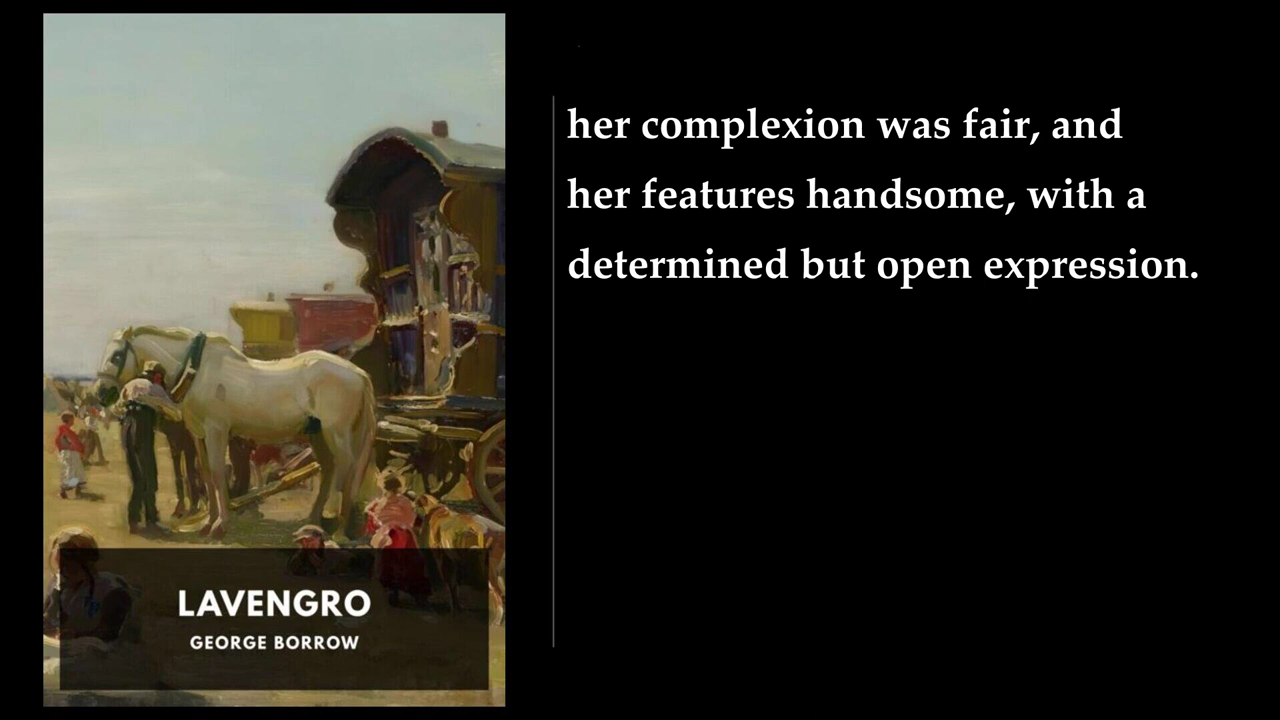 her complexion was fair, and
her features handsome, with a
determined but open expression.
LAVENGRO
GEORGE BORROW